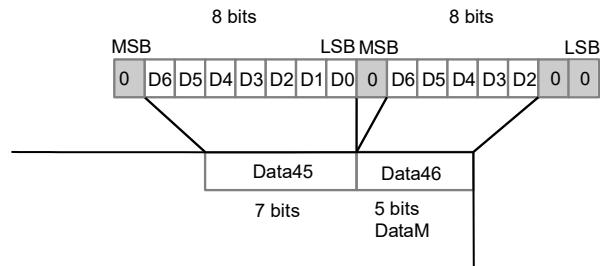 8 bits 8 bits
MSB LSB MSB LSB
0 D6 D5 D4 D3 D2 D1 D0 0 D6 D5 D4 D3 D2 0 0
Data45 Data46
7 bits 5 bits
DataM